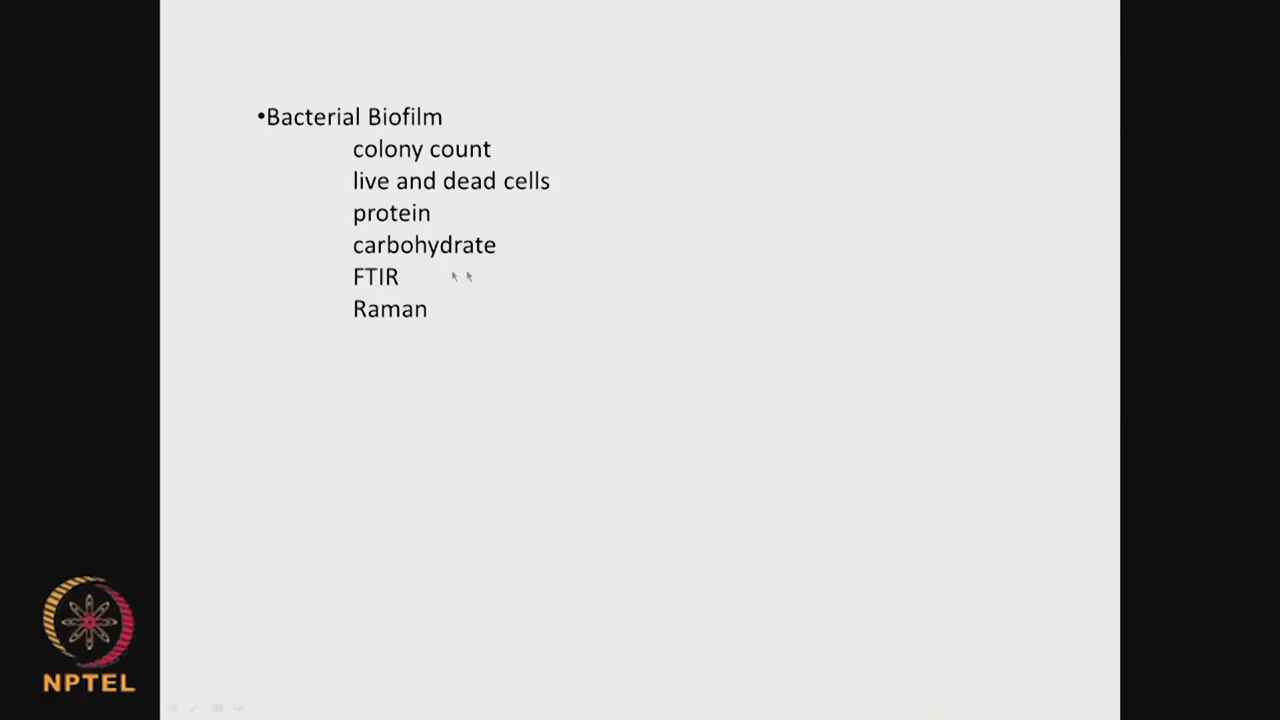 •Bacterial Biofilm
colony count
live and dead cells
protein
carbohydrate
FTIR
Raman
NPTEL